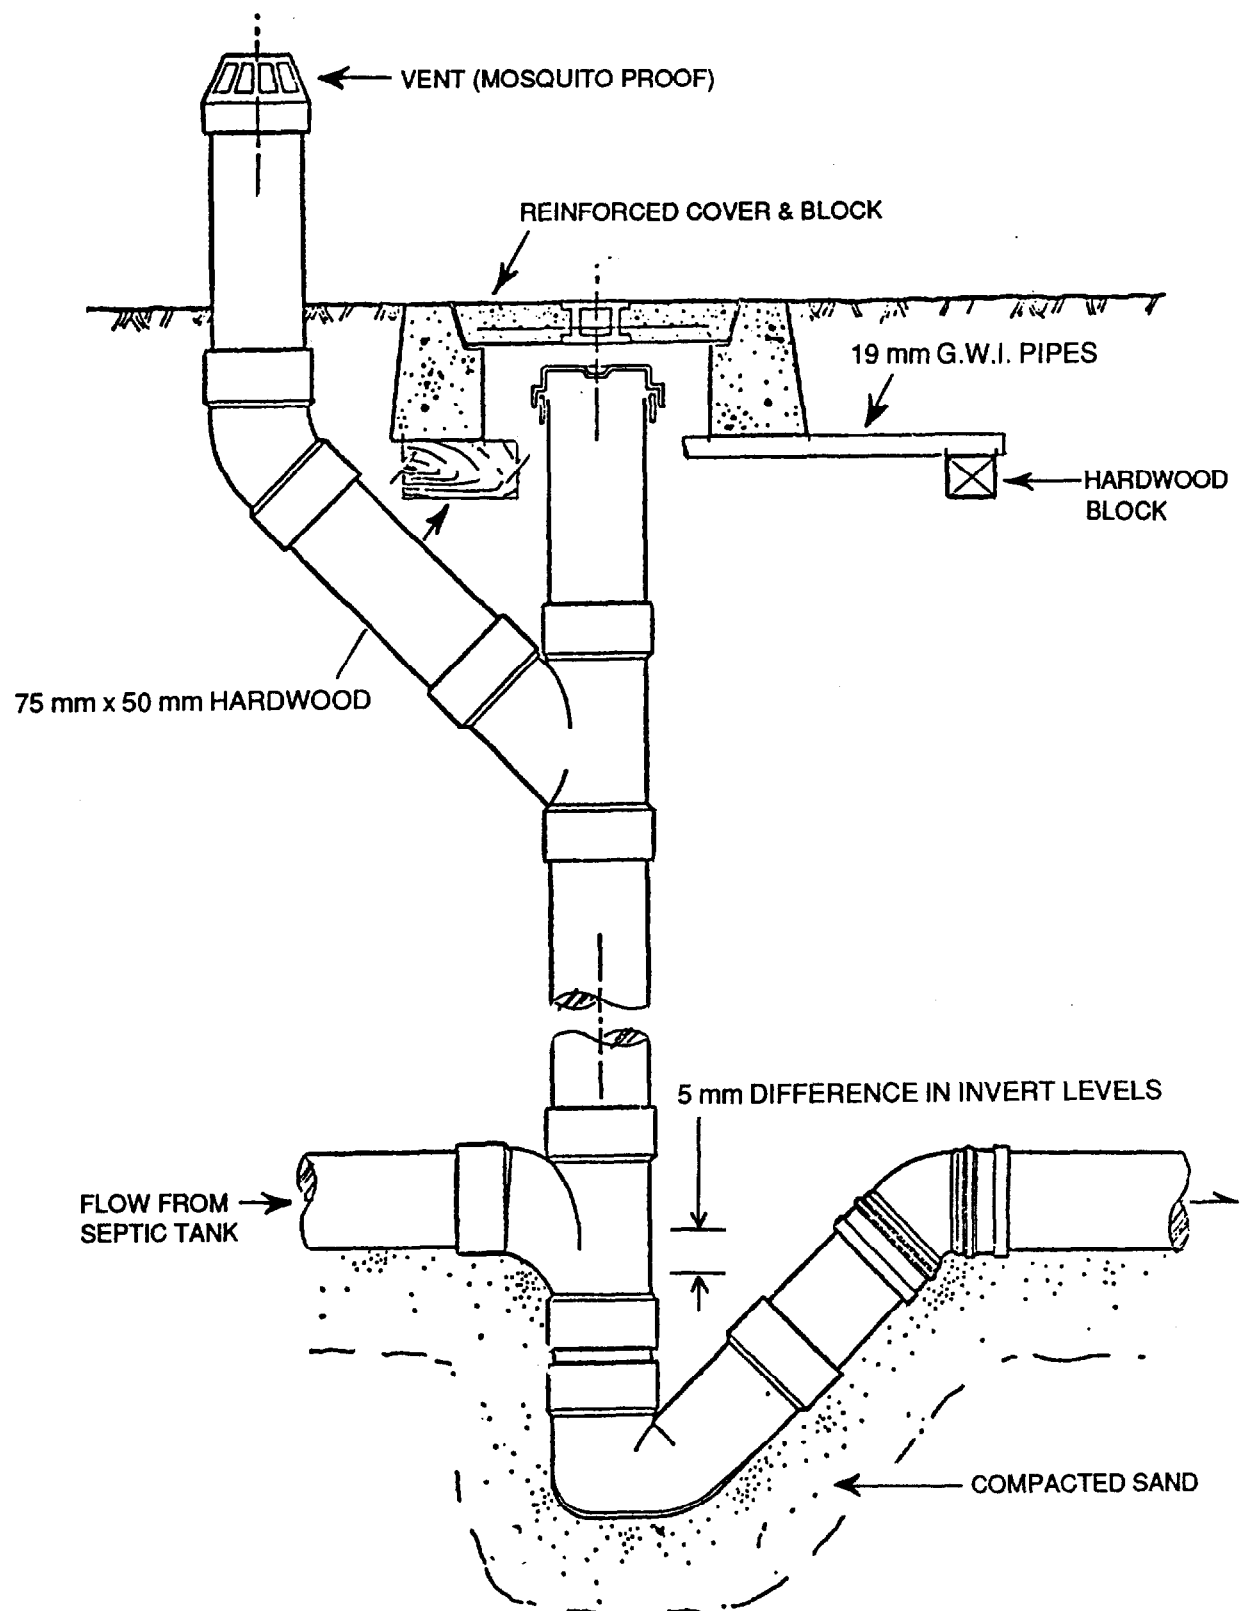 VENT (MOSQUITO PROOF)
REINFORCED COVER & BLOCK
19 mm G.W.I. PIPES
HARDWOOD
BLOCK
75 mm x 50 mm HARDWOOD
5 mm DIFFERENCE IN INVERT LEVELS
FLOW FROM
SEPTIC TANK
COMPACTED SAND